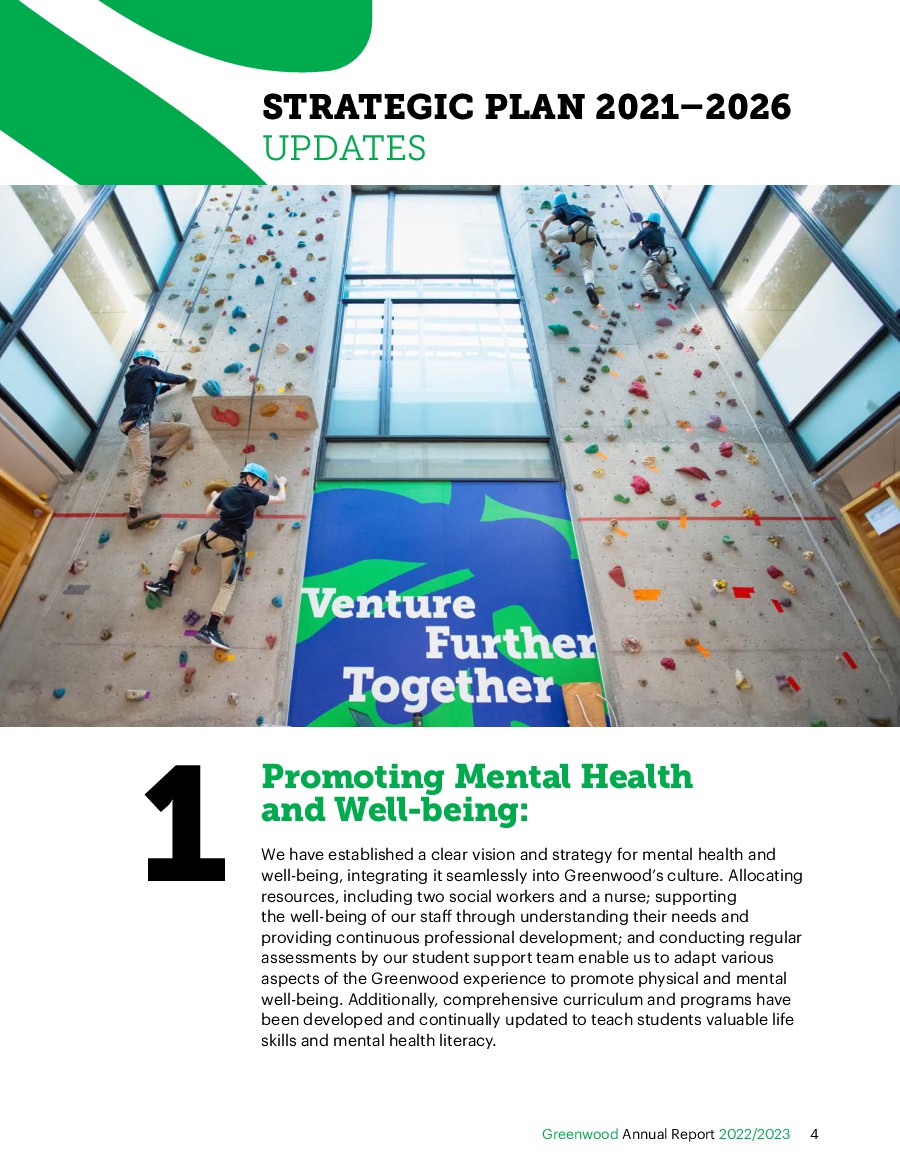 STRATEGIC PLAN 2021–2026
UPDATES
Venture
Further
Together
1
Promoting Mental Health
and Well-being:
We have established a clear vision and strategy for mental health and
well-being, integrating it seamlessly into Greenwood’s culture. Allocating
resources, including two social workers and a nurse; supporting
the well-being of our staff through understanding their needs and
providing continuous professional development; and conducting regular
assessments by our student support team enable us to adapt various
aspects of the Greenwood experience to promote physical and mental
well-being. Additionally, comprehensive curriculum and programs have
been developed and continually updated to teach students valuable life
skills and mental health literacy.
Greenwood Annual Report 2022/2023 4